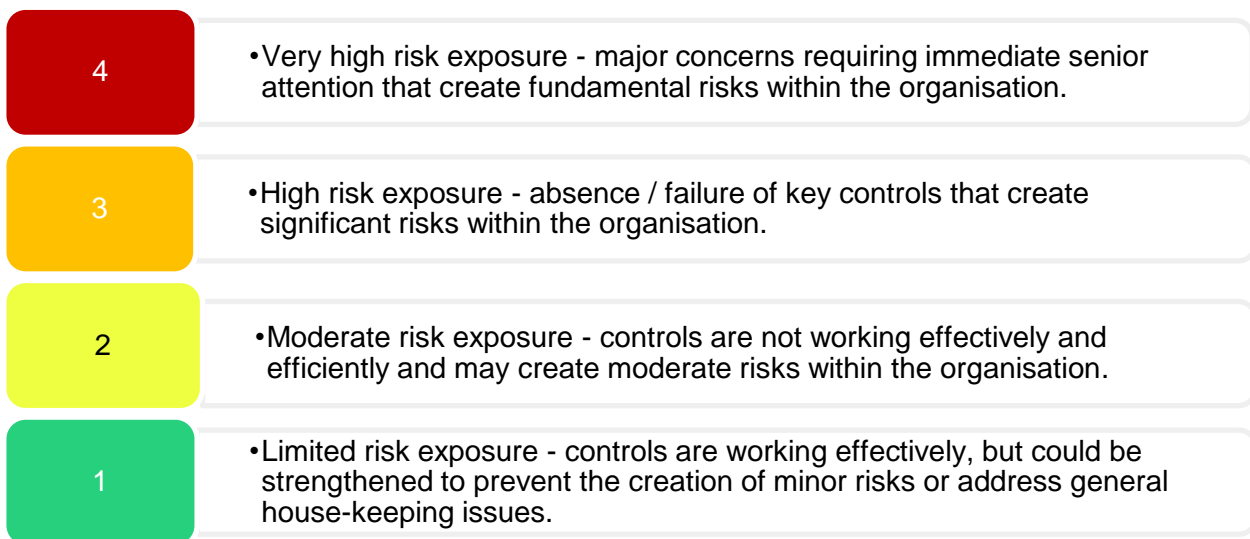 4
•Very high risk exposure - major concerns requiring immediate senior
attention that create fundamental risks within the organisation.
3
•High risk exposure - absence / failure of key controls that create
significant risks within the organisation.
2
•Moderate risk exposure - controls are not working effectively and
efficiently and may create moderate risks within the organisation.
1
•Limited risk exposure - controls are working effectively, but could be
strengthened to prevent the creation of minor risks or address general
house-keeping issues.